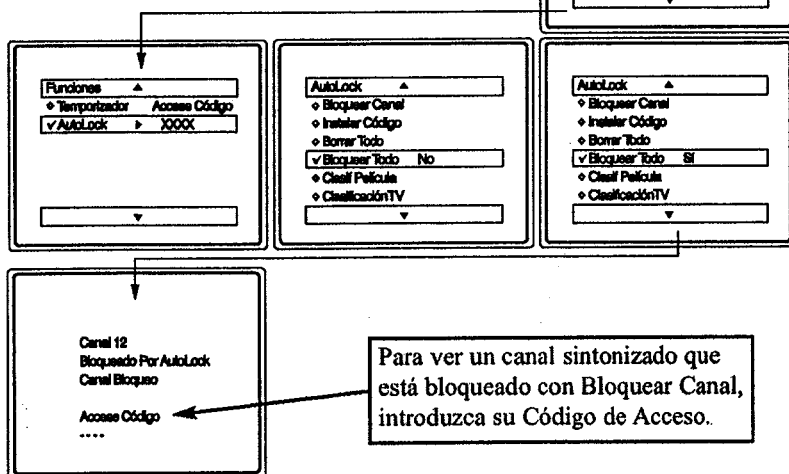 Funciones
Temporizador Access Código
AutoLock XXXX
AutoLock
Bloquear Canal
Instalar Código
Borrar Todo
Bloquear Todo No
Clasif Película
ClasificaciónTV
AutoLock
Bloquear Canal
Instalar Código
Borrar Todo
Bloquear Todo Sí
Clasif Película
ClasificaciónTV
Canal 12
Bloqueado Por AutoLock
Canal Bloqueo
Access Código
- - - -
Para ver un canal sintonizado que
está bloqueado con Bloquear Canal,
introduzca su Código de Acceso.